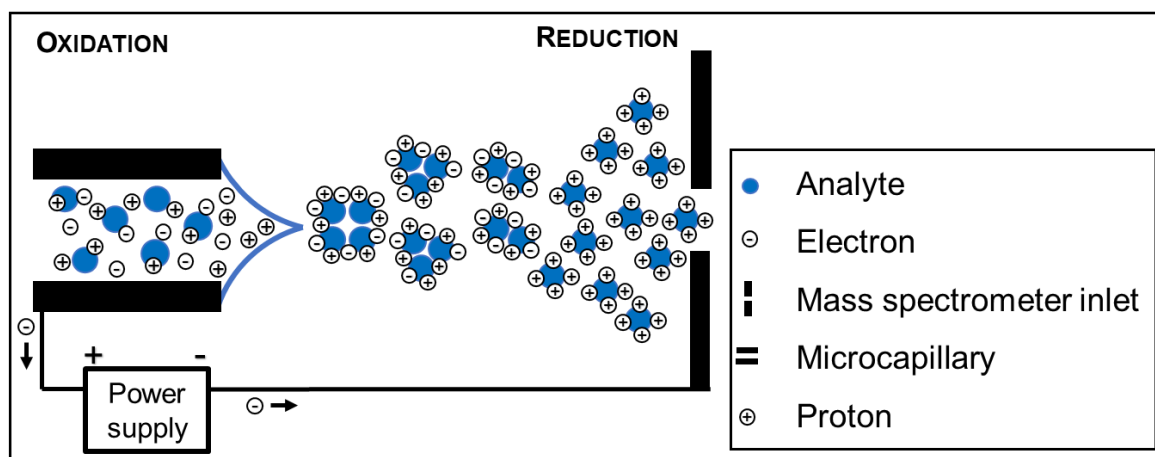 OXIDATION
REDUCTION
+ -
Power
supply
Analyte
Electron
Mass spectrometer inlet
Microcapillary
Proton